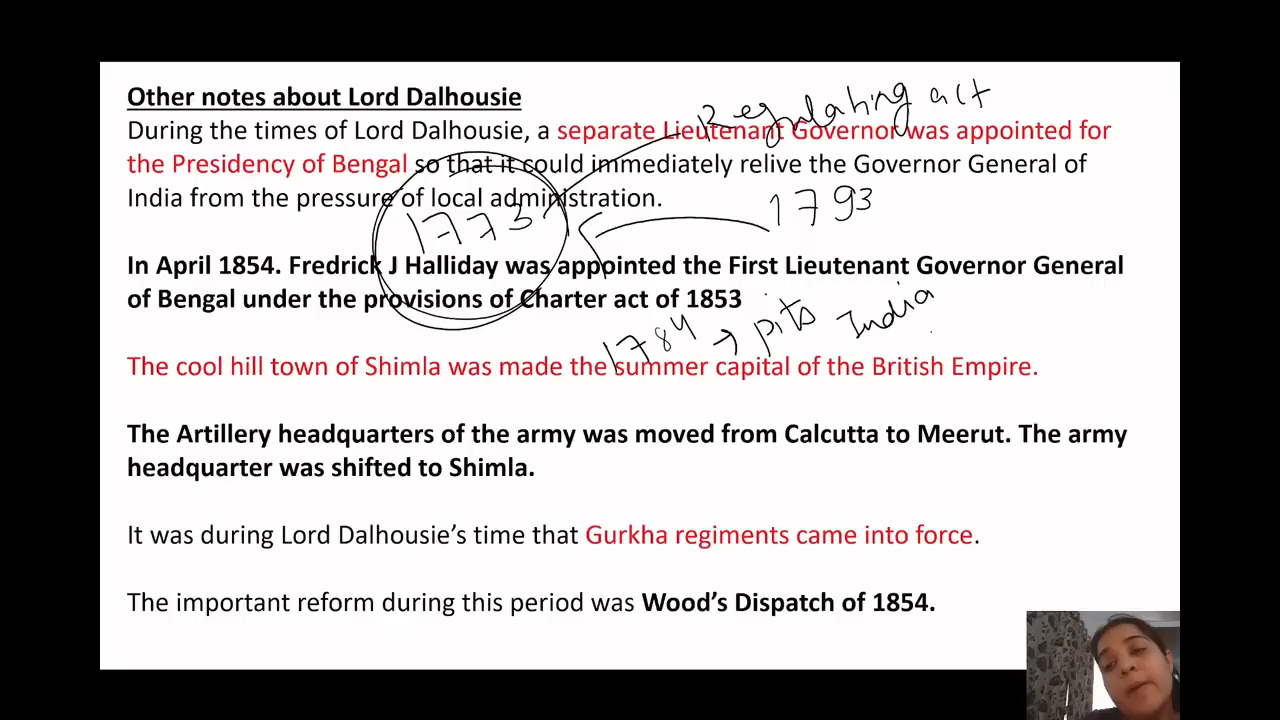 Other notes about Lord Dalhousie
Regulating act
During the times of Lord Dalhousie, a separate Lieutenant Governor was appointed for
the Presidency of Bengal so that it could immediately relive the Governor General of
India from the pressure of local administration.
1773
1793
In April 1854. Fredrick J Halliday was appointed the First Lieutenant Governor General
of Bengal under the provisions of Charter act of 1853
1784 → pits India
The cool hill town of Shimla was made the summer capital of the British Empire.
The Artillery headquarters of the army was moved from Calcutta to Meerut. The army
headquarter was shifted to Shimla.
It was during Lord Dalhousie’s time that Gurkha regiments came into force.
The important reform during this period was Wood’s Dispatch of 1854.